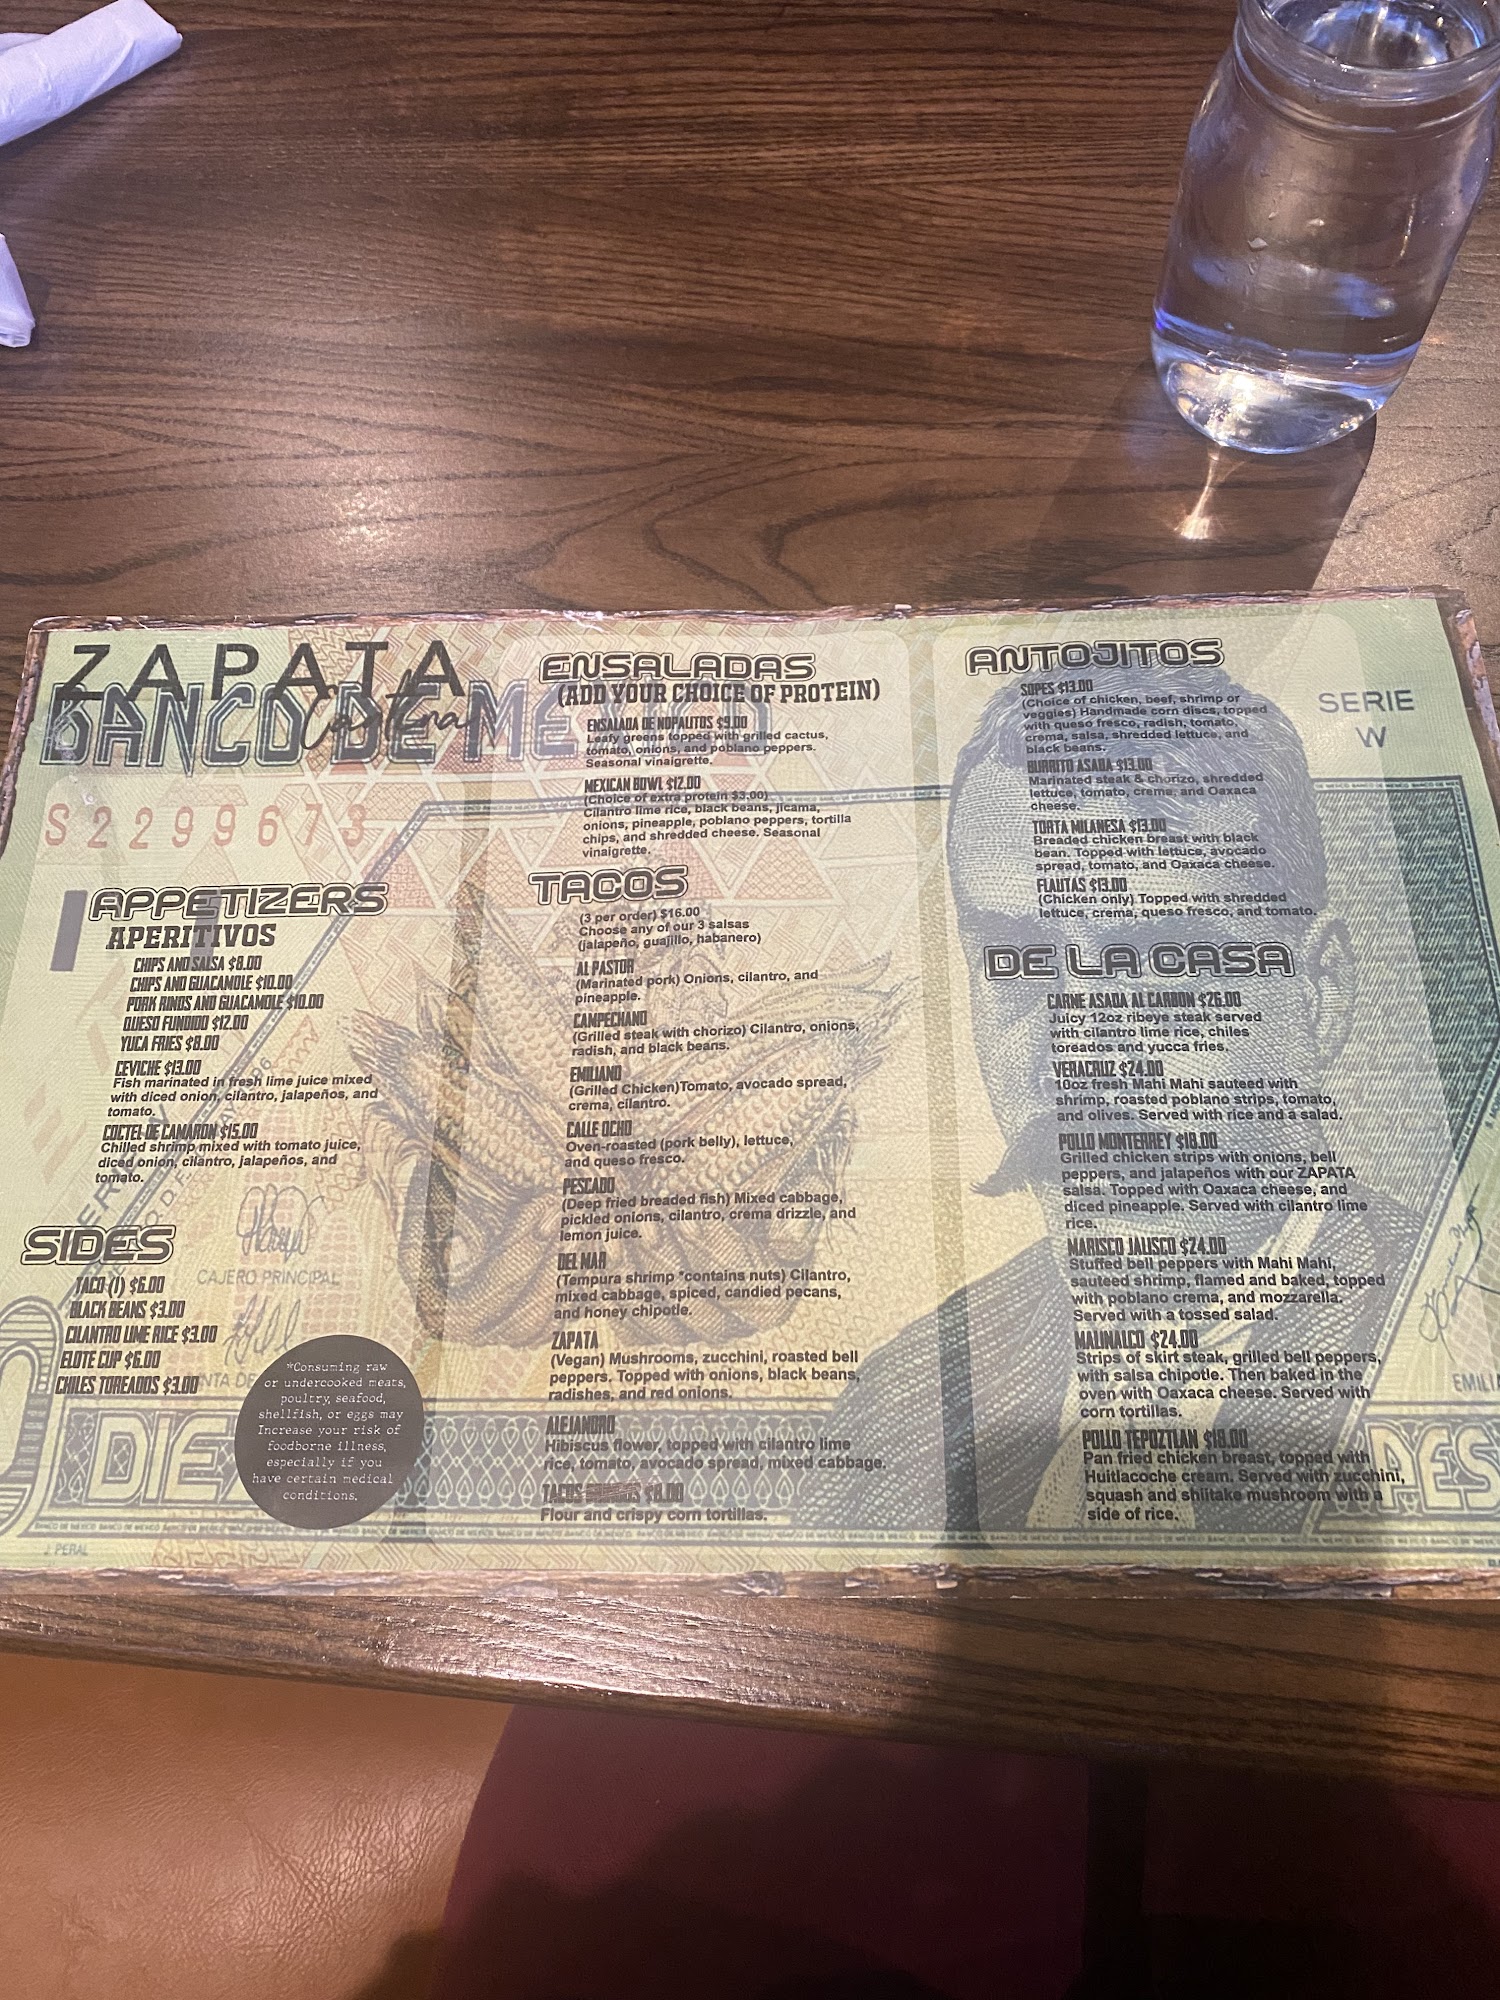 ZAPATA
Cantina
BANCO DE MEXICO
S2299673
APPETIZERS
APERITIVOS
CHIPS AND SALSA $8.00
CHIPS AND GUACAMOLE $10.00
PORK RINDS AND GUACAMOLE $10.00
QUESO FUNDIDO $12.00
YUCA FRIES $8.00
CEVICHE $13.00
Fish marinated in fresh lime juice mixed
with diced onion, cilantro, jalapeños, and
tomato.
COCTEL DE CAMARON $15.00
Chilled shrimp mixed with tomato juice,
diced onion, cilantro, jalapeños, and
tomato.
SIDES
TACO (1) $6.00
BLACK BEANS $3.00
CILANTRO LIME RICE $3.00
ELOTE CUP $6.00
CHILES TOREADOS $3.00
CAJERO PRINCIPAL
*Consuming raw
or undercooked meats,
poultry, seafood,
shellfish, or eggs may
Increase your risk of
foodborne illness,
especially if you
have certain medical
conditions.
J. PERAL
ENSALADAS
(ADD YOUR CHOICE OF PROTEIN)
ENSALADA DE NOPALITOS $9.00
Leafy greens topped with grilled cactus,
tomato, onions, and poblano peppers.
Seasonal vinaigrette.
MEXICAN BOWL $12.00
(Choice of extra protein $3.00)
Cilantro lime rice, black beans, jicama,
onions, pineapple, poblano peppers, tortilla
chips, and shredded cheese. Seasonal
vinaigrette.
TACOS
(3 per order) $16.00
Choose any of our 3 salsas
(jalapeño, guajillo, habanero)
AL PASTOR
(Marinated pork) Onions, cilantro, and
pineapple.
CAMPECHANO
(Grilled steak with chorizo) Cilantro, onions,
radish, and black beans.
EMILIANO
(Grilled Chicken)Tomato, avocado spread,
crema, cilantro.
CALLE OCHO
Oven-roasted (pork belly), lettuce,
and queso fresco.
PESCADO
(Deep fried breaded fish) Mixed cabbage,
pickled onions, cilantro, crema drizzle, and
lemon juice.
DEL MAR
(Tempura shrimp *contains nuts) Cilantro,
mixed cabbage, spiced, candied pecans,
and honey chipotle.
ZAPATA
(Vegan) Mushrooms, zucchini, roasted bell
peppers. Topped with onions, black beans,
radishes, and red onions.
ALEJANDRO
Hibiscus flower, topped with cilantro lime
rice, tomato, avocado spread, mixed cabbage.
TACOS $8.00
Flour and crispy corn tortillas.
ANTOJITOS
SOPES $13.00
(Choice of chicken, beef, shrimp or
veggies) Handmade corn discs, topped
with queso fresco, radish, tomato,
crema, salsa, shredded lettuce, and
black beans.
BURRITO ASADA $13.00
Marinated steak & chorizo, shredded
lettuce, tomato, crema, and Oaxaca
cheese.
TORTA MILANESA $13.00
Breaded chicken breast with black
bean. Topped with lettuce, avocado
spread, tomato, and Oaxaca cheese.
FLAUTAS $13.00
(Chicken only) Topped with shredded
lettuce, crema, queso fresco, and tomato.
DE LA CASA
CARNE ASADA AL CARBON $26.00
Juicy 12oz ribeye steak served
with cilantro lime rice, chiles
toreados and yucca fries.
VERACRUZ $24.00
10oz fresh Mahi Mahi sauteed with
shrimp, roasted poblano strips, tomato,
and olives. Served with rice and a salad.
POLLO MONTERREY $18.00
Grilled chicken strips with onions, bell
peppers, and jalapeños with our ZAPATA
salsa. Topped with Oaxaca cheese, and
diced pineapple. Served with cilantro lime
rice.
MARISCO JALISCO $24.00
Stuffed bell peppers with Mahi Mahi,
sauteed shrimp, flamed and baked, topped
with poblano crema, and mozzarella.
Served with a tossed salad.
MALINALCO $24.00
Strips of skirt steak, grilled bell peppers,
with salsa chipotle. Then baked in the
oven with Oaxaca cheese. Served with
corn tortillas.
POLLO TEPOZTLAN $18.00
Pan fried chicken breast, topped with
Huitlacoche cream. Served with zucchini,
squash and shiitake mushroom with a
side of rice.
SERIE
W